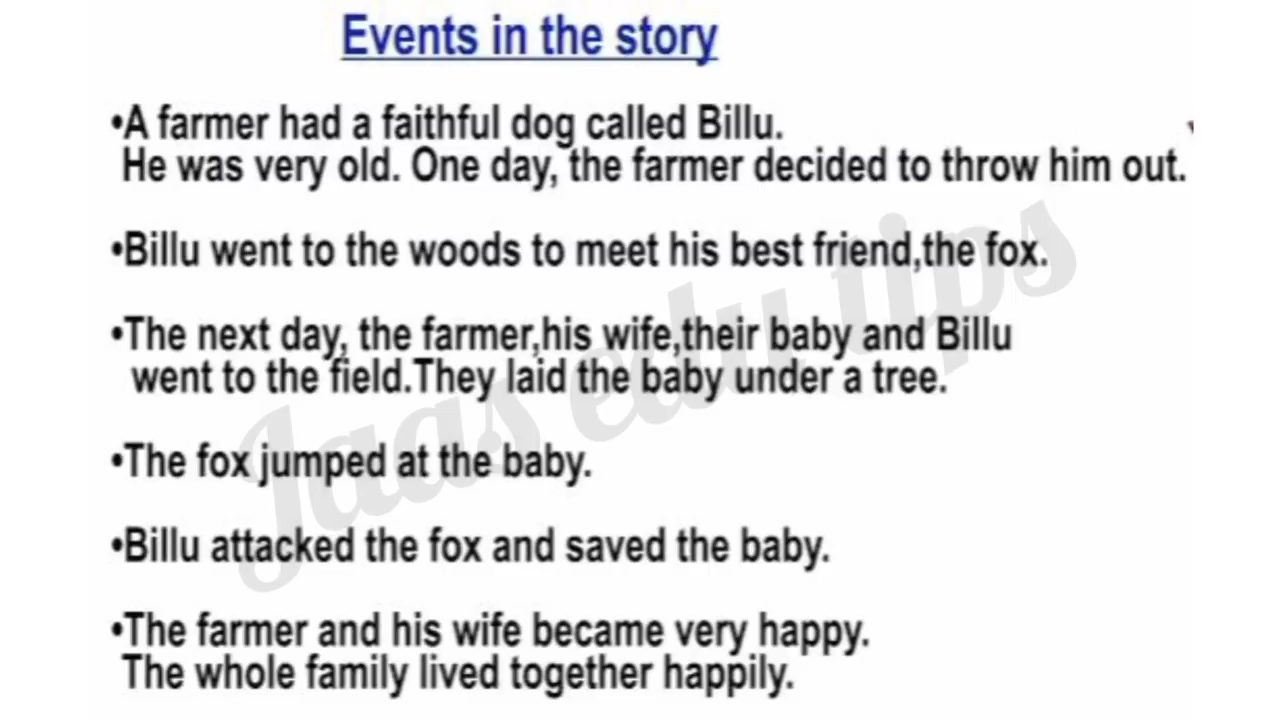 Events in the story
•A farmer had a faithful dog called Billu.
He was very old. One day, the farmer decided to throw him out.
•Billu went to the woods to meet his best friend,the fox.
•The next day, the farmer,his wife,their baby and Billu
went to the field.They laid the baby under a tree.
•The fox jumped at the baby.
•Billu attacked the fox and saved the baby.
•The farmer and his wife became very happy.
The whole family lived together happily.
Jaas edu tips